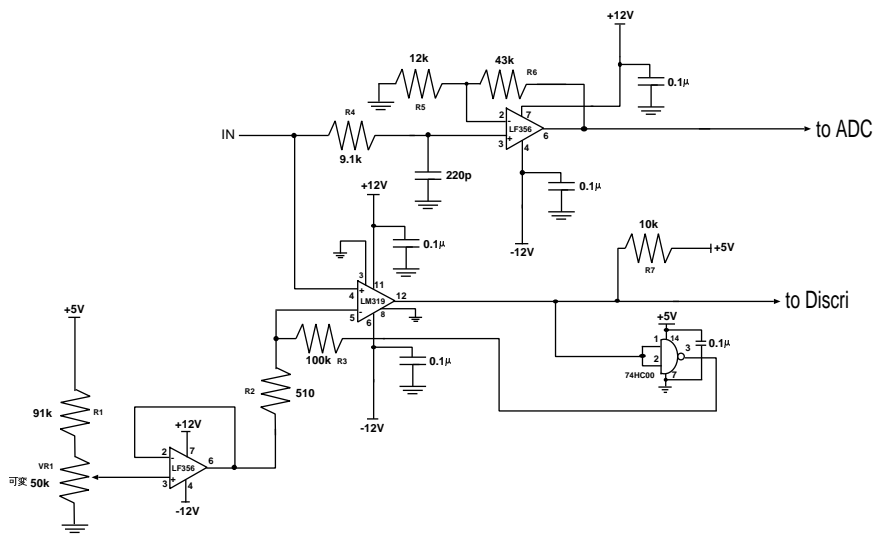 +12V
12k
43k
R6
0.1μ
R5
R4
2
7
LF356
IN
6
to ADC
9.1k
3
4
220p
0.1μ
+12V
-12V
10k
0.1μ
+5V
R7
3
11
4
LM319
12
to Discri
5
6
8
+5V
+5V
14
0.1μ
1
3
2
100k
R3
0.1μ
74HC00
7
R2
510
91k
R1
-12V
+12V
2
7
VR1
LF356
6
可変 50k
3
4
-12V